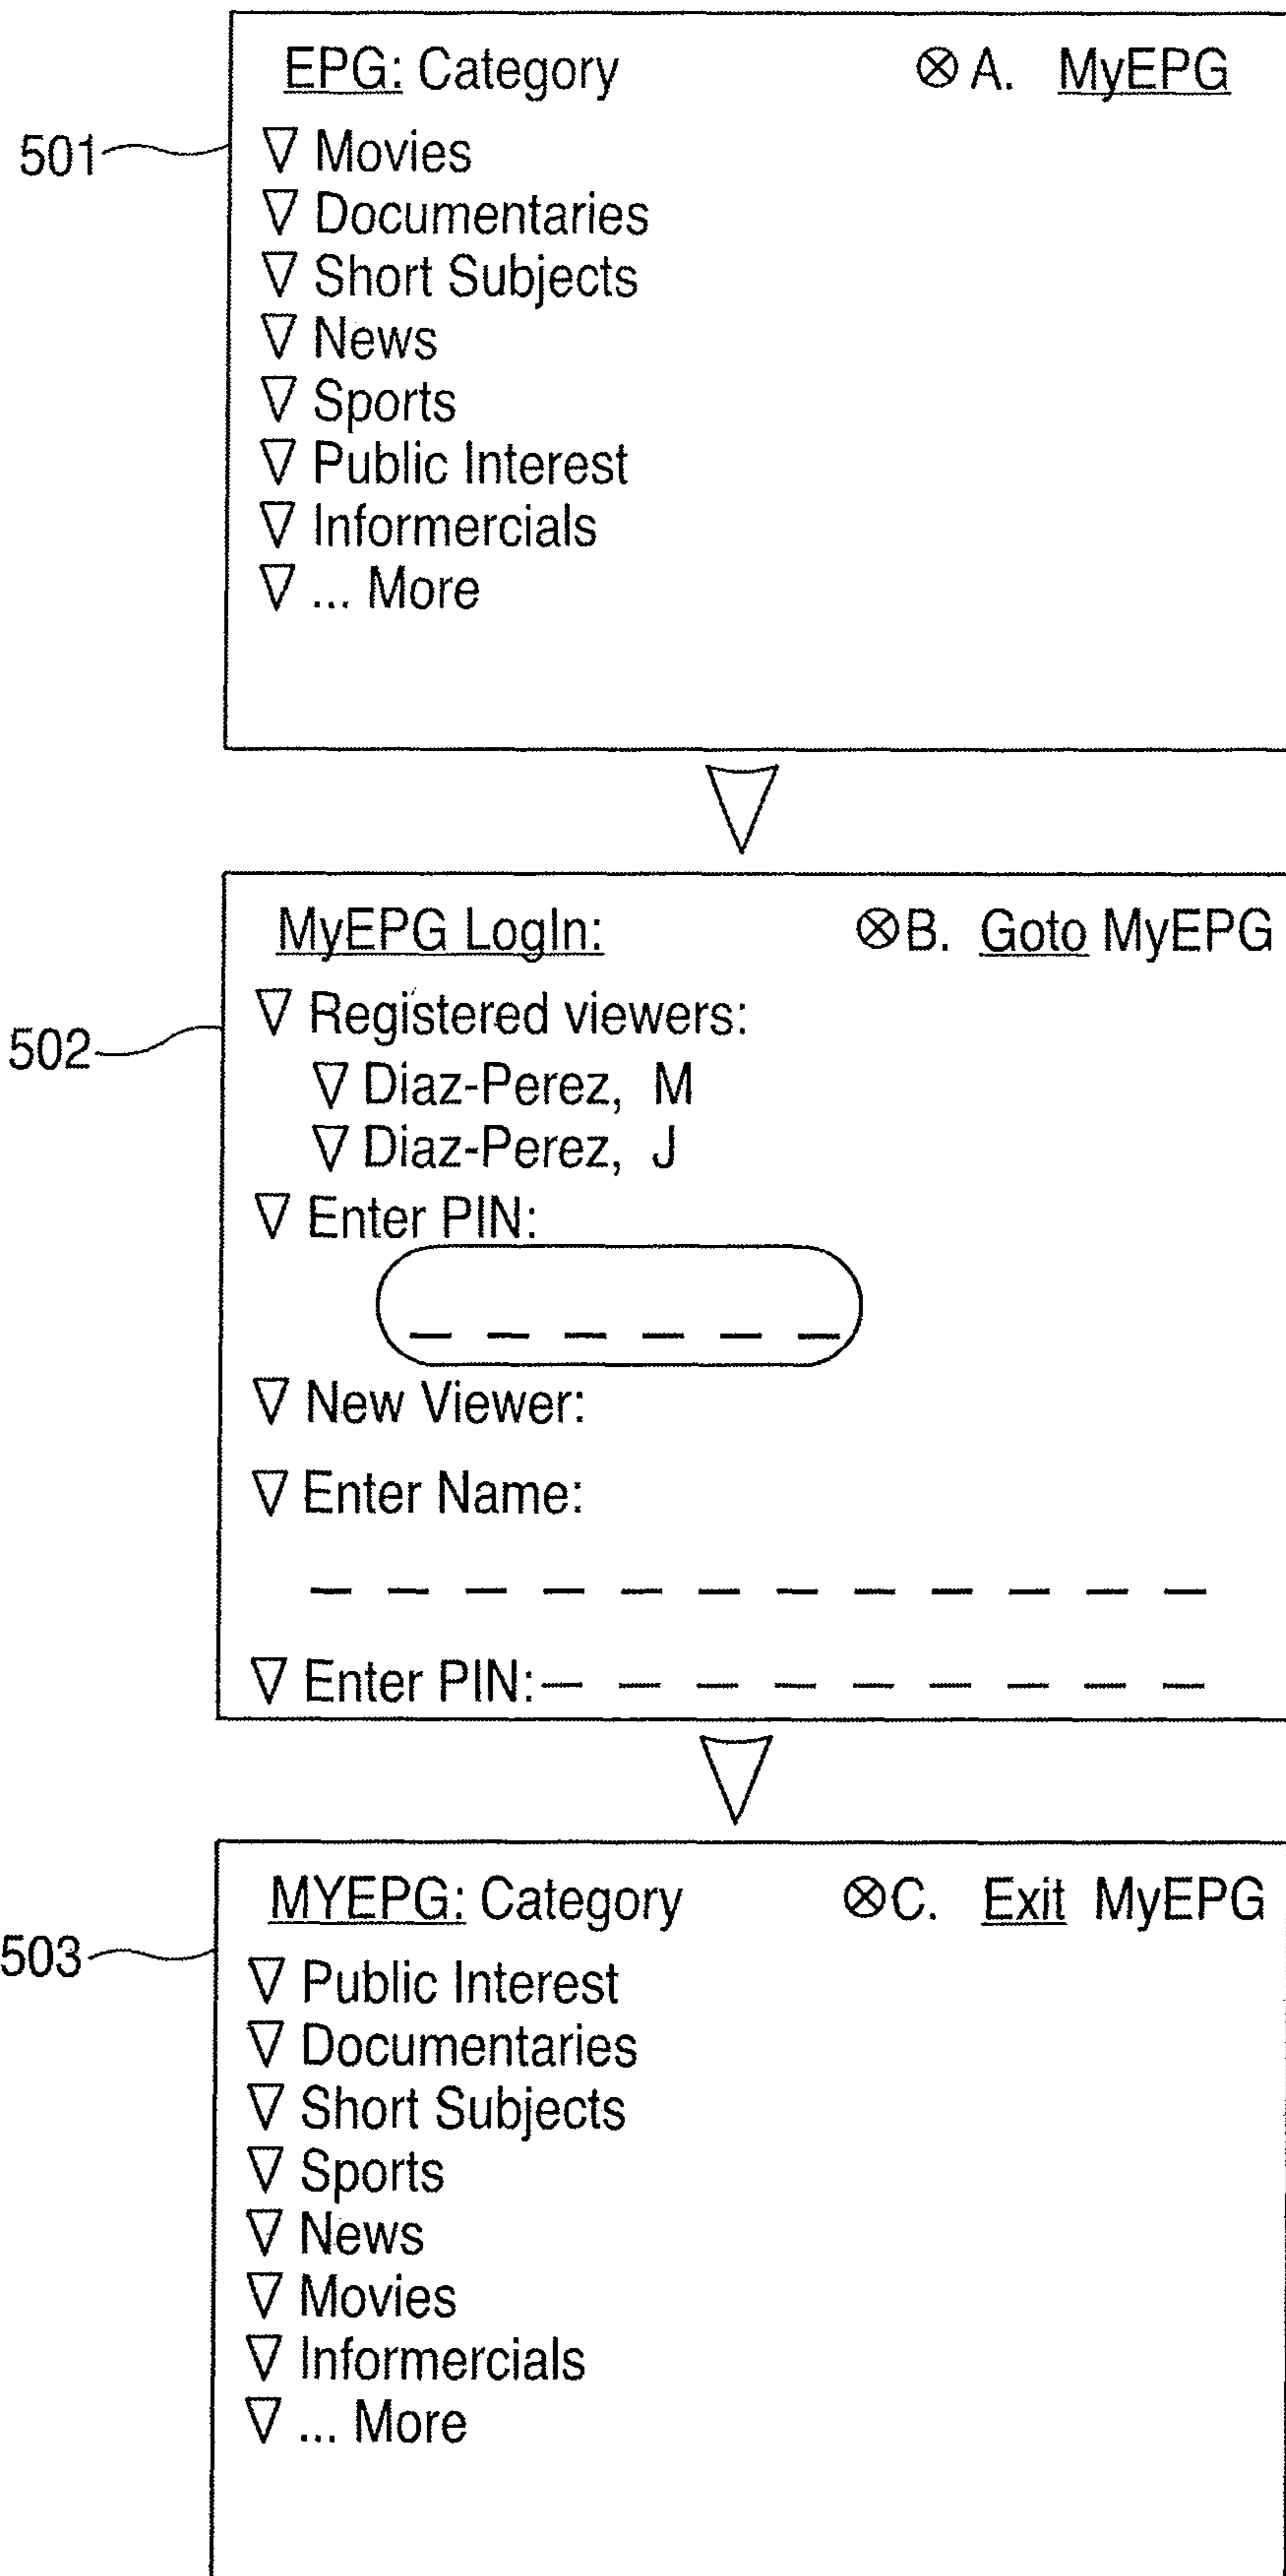 EPG: Category ⊗ A. MyEPG
501
▽ Movies
▽ Documentaries
▽ Short Subjects
▽ News
▽ Sports
▽ Public Interest
▽ Informercials
▽ ... More
MyEPG LogIn: ⊗B. Goto MyEPG
▽ Registered viewers:
502
▽ Diaz-Perez, M
▽ Diaz-Perez, J
▽ Enter PIN:
_ _ _ _ _ _
▽ New Viewer:
▽ Enter Name:
_ _ _ _ _ _ _ _ _ _ _ _
▽ Enter PIN: _ _ _ _ _ _ _ _ _
MYEPG: Category ⊗C. Exit MyEPG
503
▽ Public Interest
▽ Documentaries
▽ Short Subjects
▽ Sports
▽ News
▽ Movies
▽ Informercials
▽ ... More